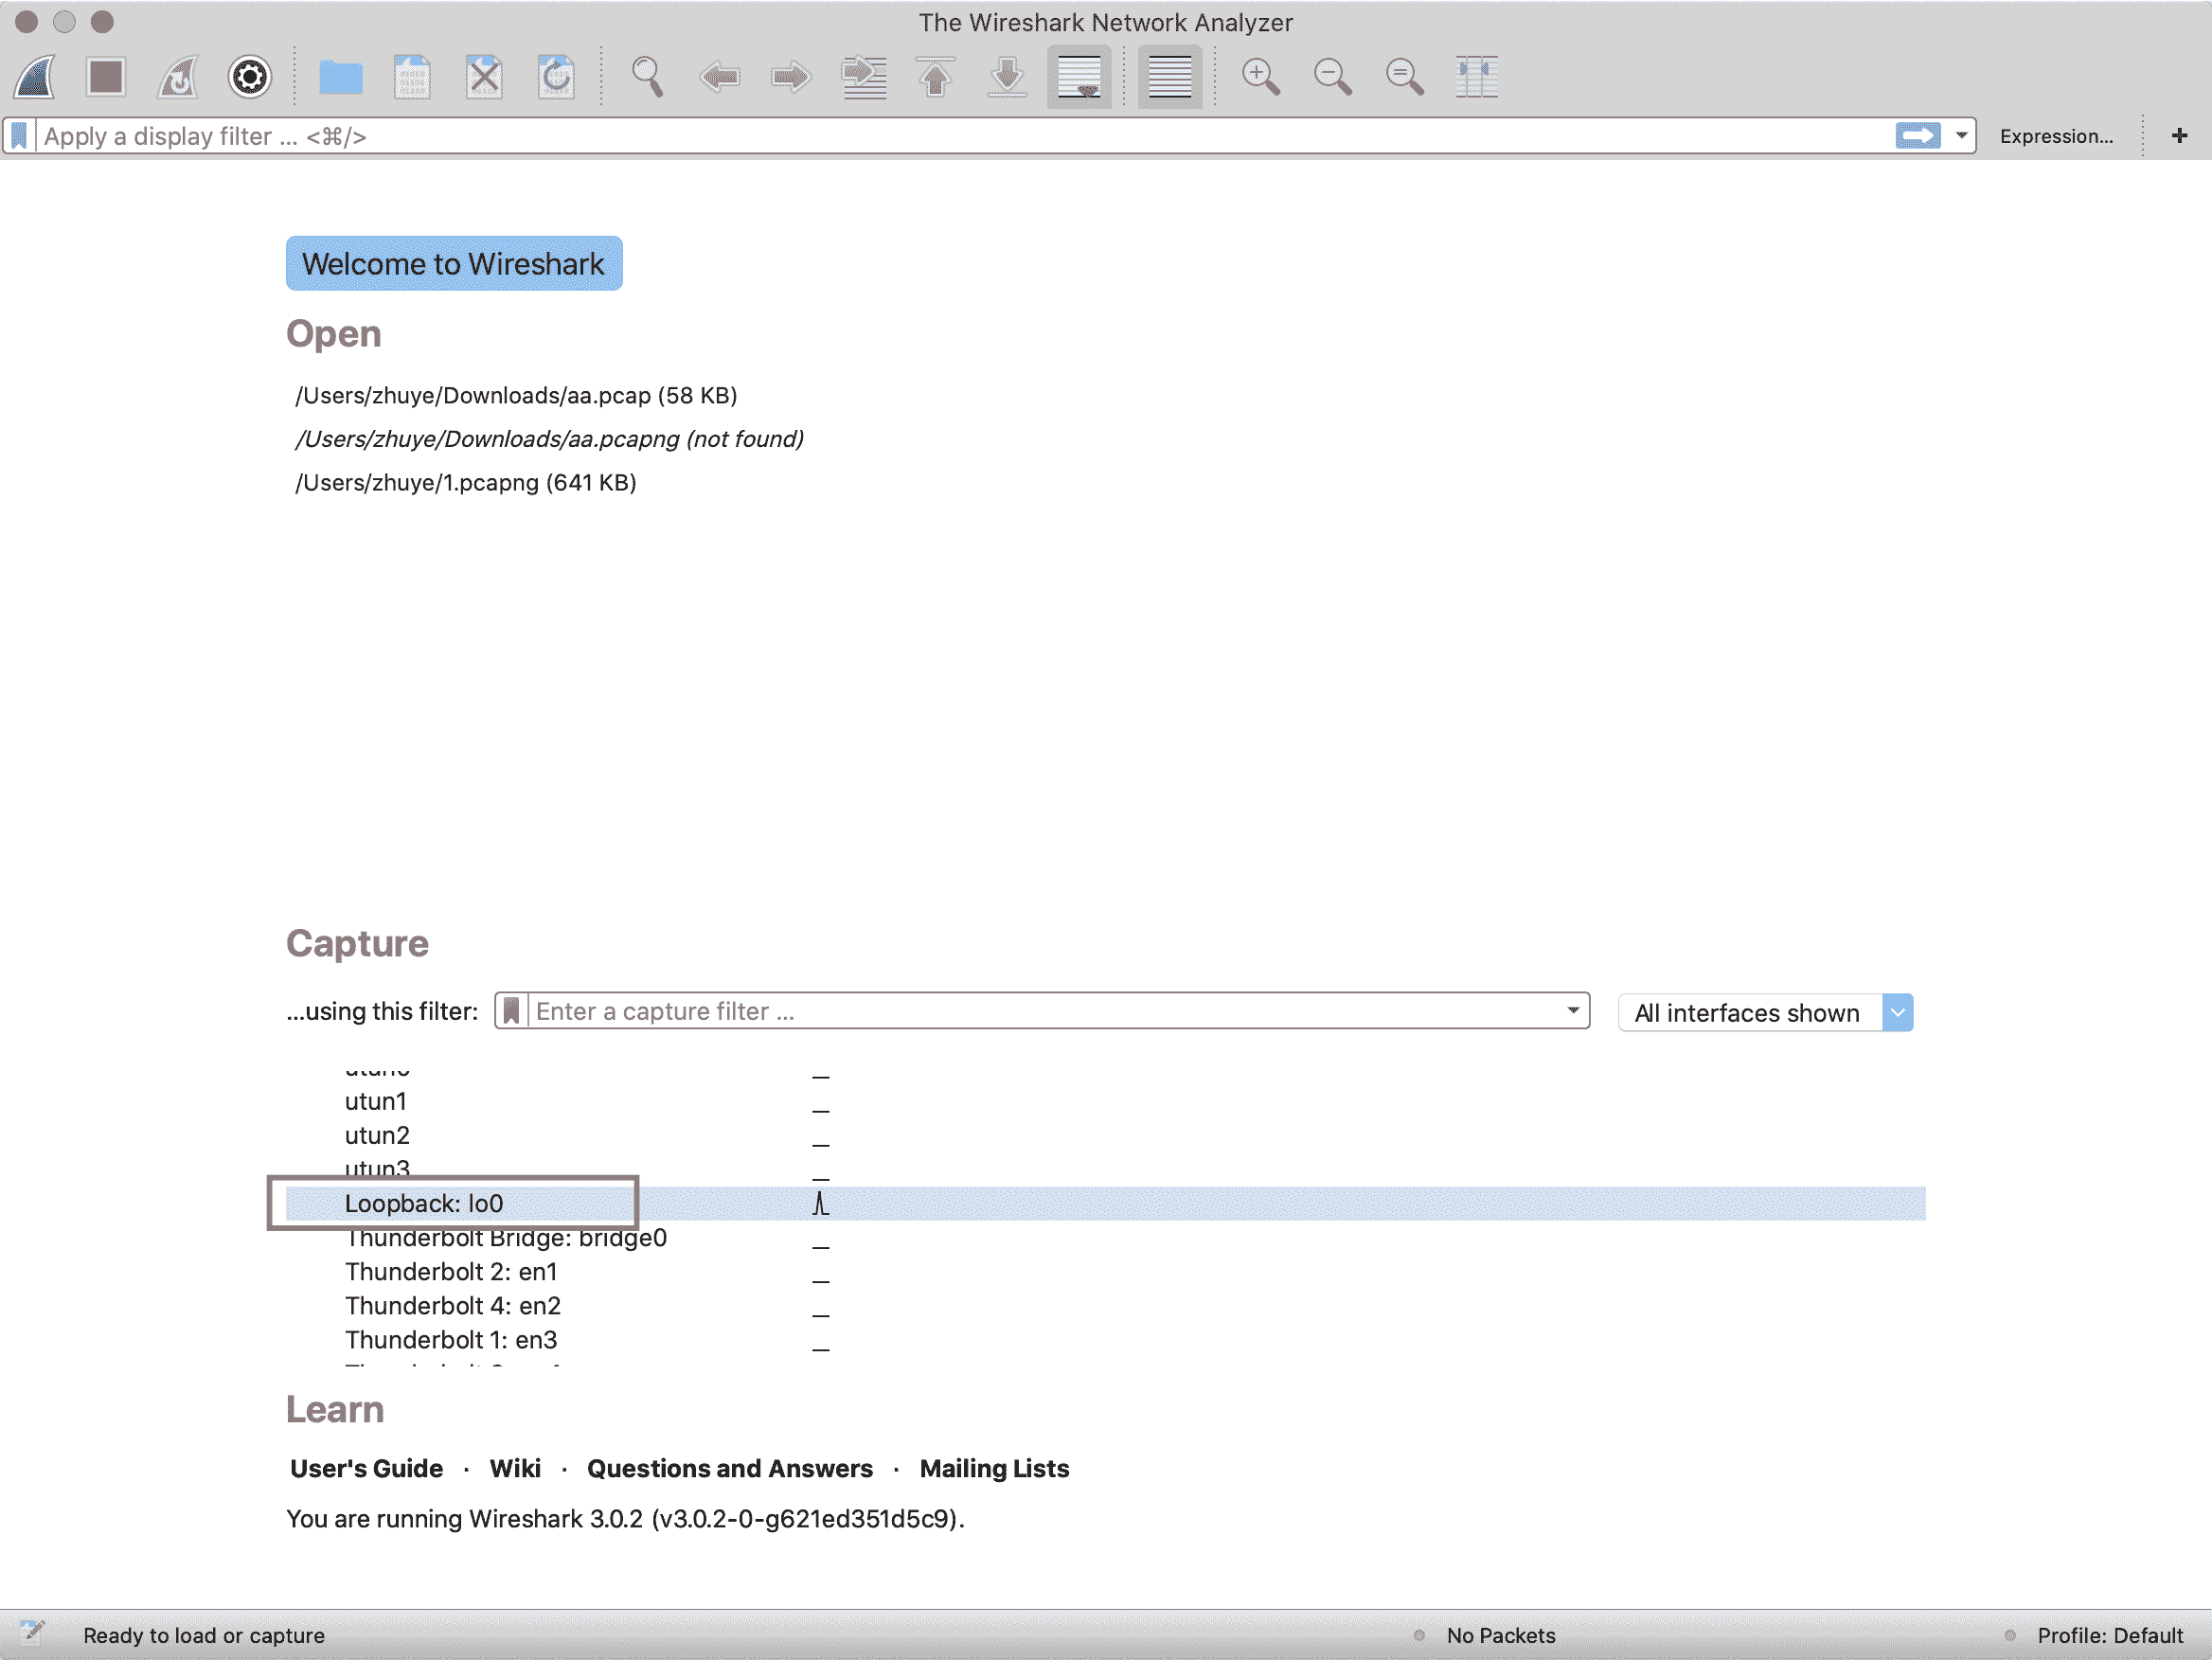 The Wireshark Network Analyzer
Apply a display filter ... <⌘/>
Expression...
+
Welcome to Wireshark
Open
/Users/zhuye/Downloads/aa.pcap (58 KB)
/Users/zhuye/Downloads/aa.pcapng (not found)
/Users/zhuye/1.pcapng (641 KB)
Capture
...using this filter:
Enter a capture filter ...
All interfaces shown
utun1
utun2
utun3
Loopback: lo0
Thunderbolt Bridge: bridge0
Thunderbolt 2: en1
Thunderbolt 4: en2
Thunderbolt 1: en3
Learn
User's Guide · Wiki · Questions and Answers · Mailing Lists
You are running Wireshark 3.0.2 (v3.0.2-0-g621ed351d5c9).
Ready to load or capture
No Packets
Profile: Default